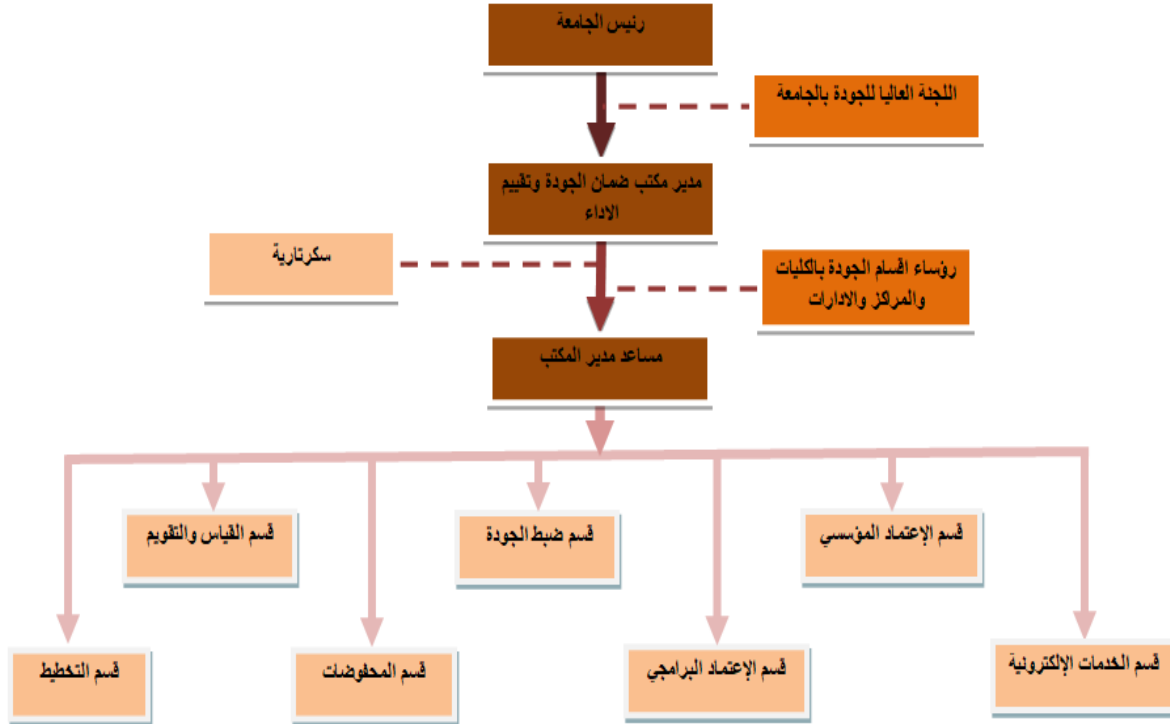 رئيس الجامعة
اللجنة العاليا للجودة بالجامعة
مدير مكتب ضمان الجودة وتقييم
الاداء
سكرتارية
رؤساء اقسام الجودة بالكليات
والمراكز والادارات
مساعد مدير المكتب
قسم الإعتماد المؤسسي
قسم ضبط الجودة
قسم القياس والتقويم
قسم الخدمات الإلكترونية
قسم الإعتماد البرامجي
قسم المحفوضات
قسم التخطيط